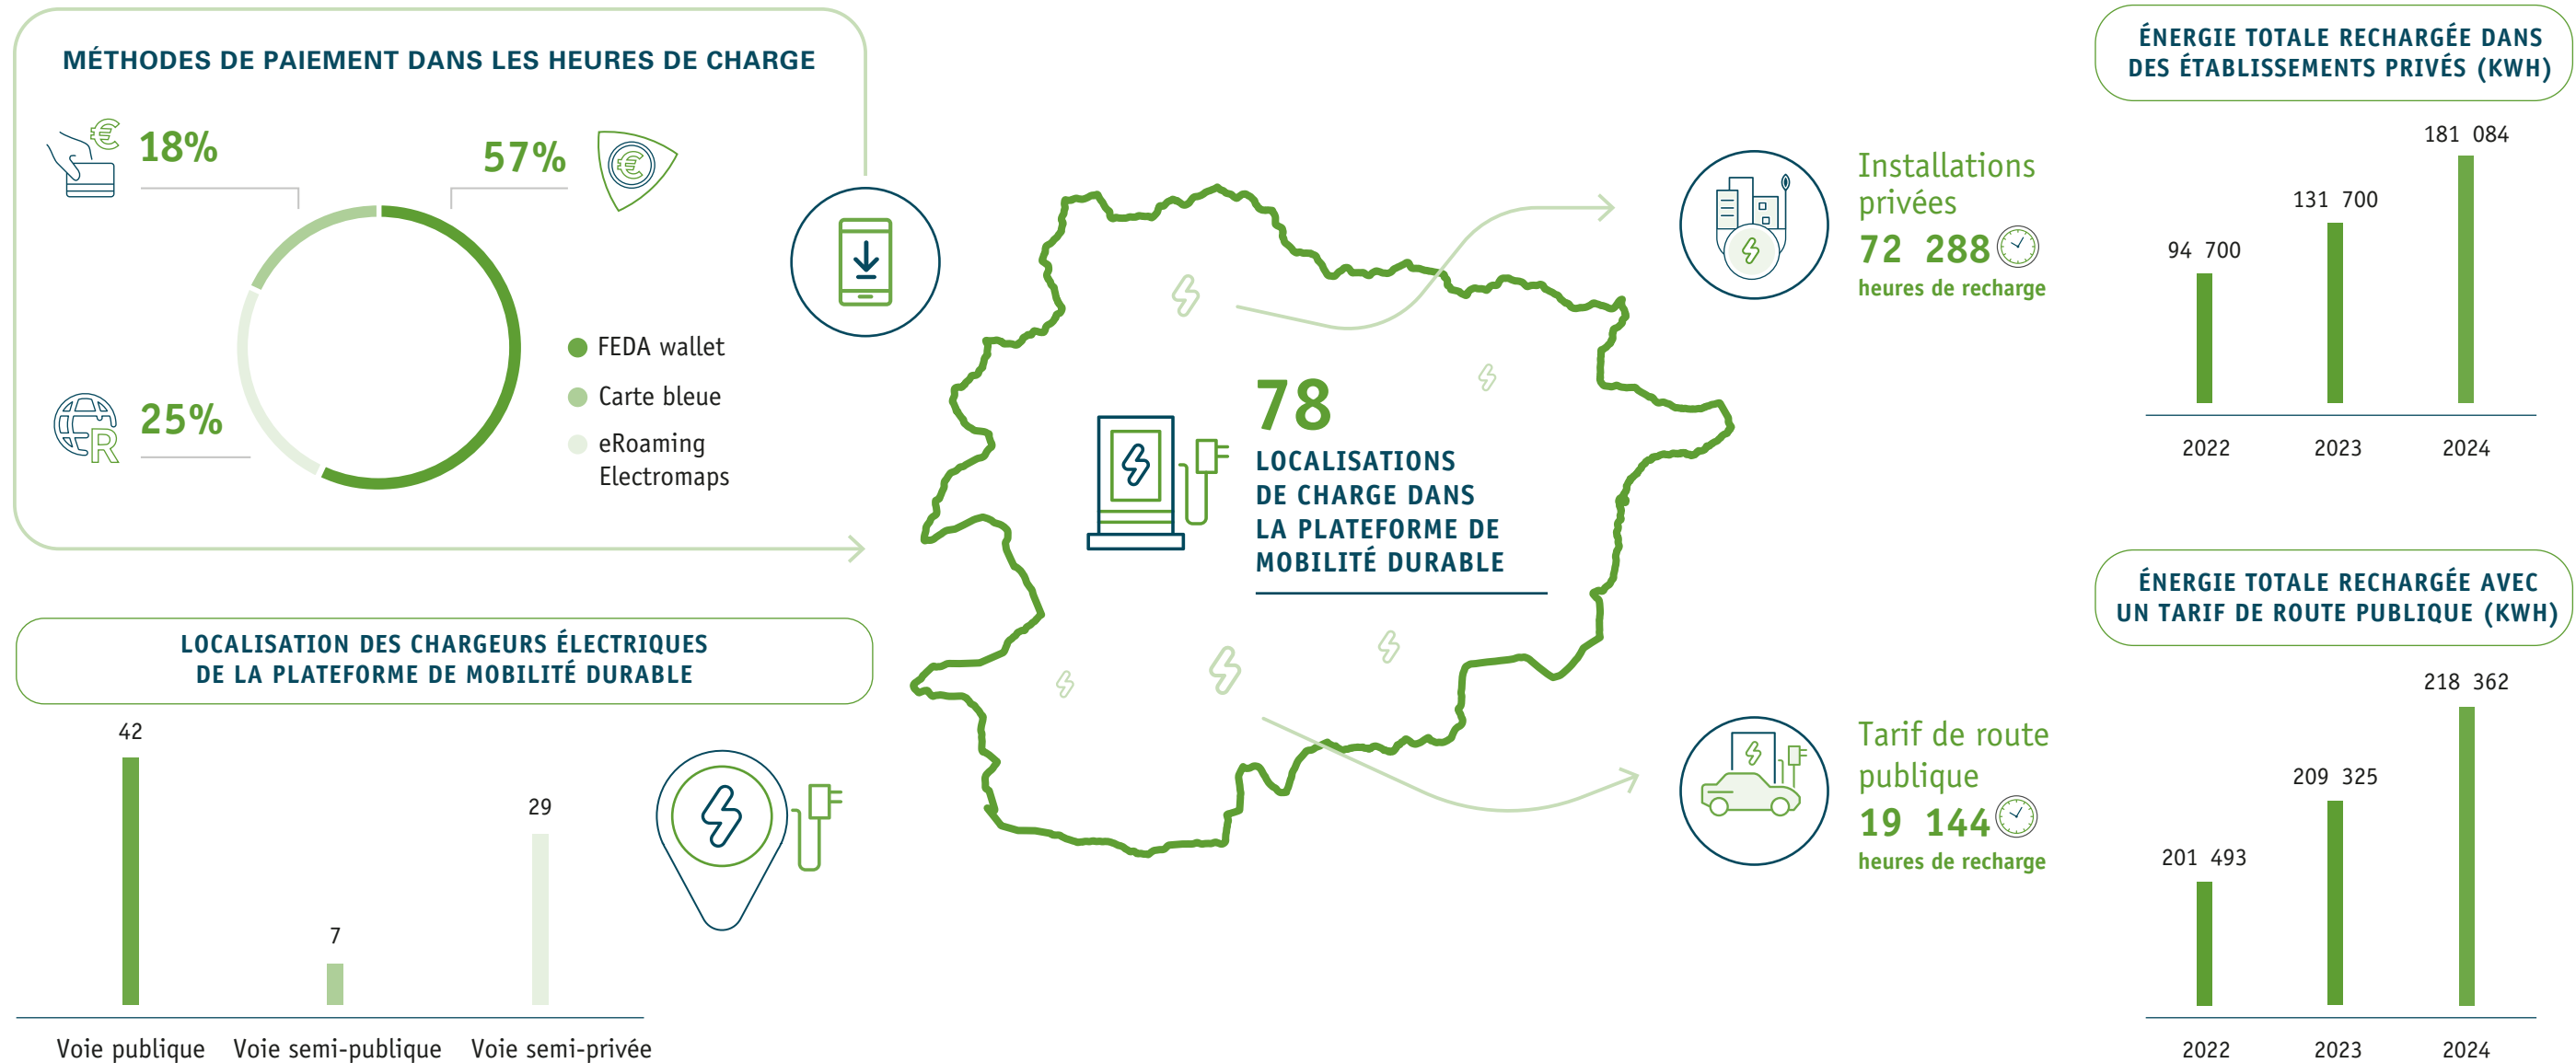 MÉTHODES DE PAIEMENT DANS LES HEURES DE CHARGE
18%
57%
25%
FEDA wallet
Carte bleue
eRoaming
Electromaps
R
LOCALISATION DES CHARGEURS ÉLECTRIQUES
DE LA PLATEFORME DE MOBILITÉ DURABLE
42
7
29
Voie publique
Voie semi-publique
Voie semi-privée
78
LOCALISATIONS
DE CHARGE DANS
LA PLATEFORME DE
MOBILITÉ DURABLE
Installations
privées
72 288
heures de recharge
Tarif de route
publique
19 144
heures de recharge
ÉNERGIE TOTALE RECHARGÉE DANS
DES ÉTABLISSEMENTS PRIVÉS (KWH)
94 700
131 700
181 084
2022
2023
2024
ÉNERGIE TOTALE RECHARGÉE AVEC
UN TARIF DE ROUTE PUBLIQUE (KWH)
201 493
209 325
218 362
2022
2023
2024